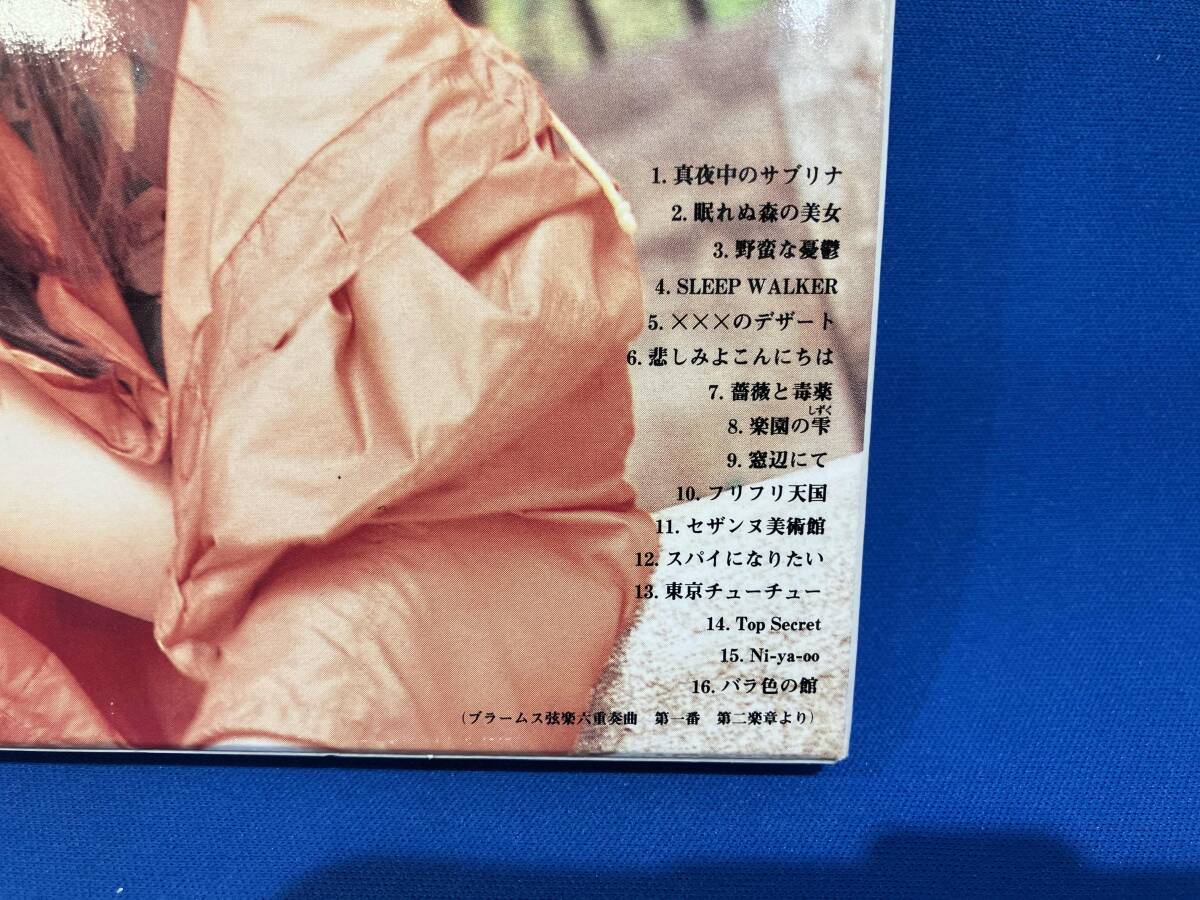 1. 真夜中のサブリナ
2. 眠れぬ森の美女
3. 野蛮な憂鬱
4. SLEEP WALKER
5. ×××のデザート
6. 悲しみよこんにちは
7. 薔薇と毒薬
しずく
8. 楽園の雫
9. 窓辺にて
10. フリフリ天国
11. セザンヌ美術館
12. スパイになりたい
13. 東京チューチュー
14. Top Secret
15. Ni-ya-oo
16. バラ色の館
(ブラームス弦楽六重奏曲　第一番　第二楽章より)